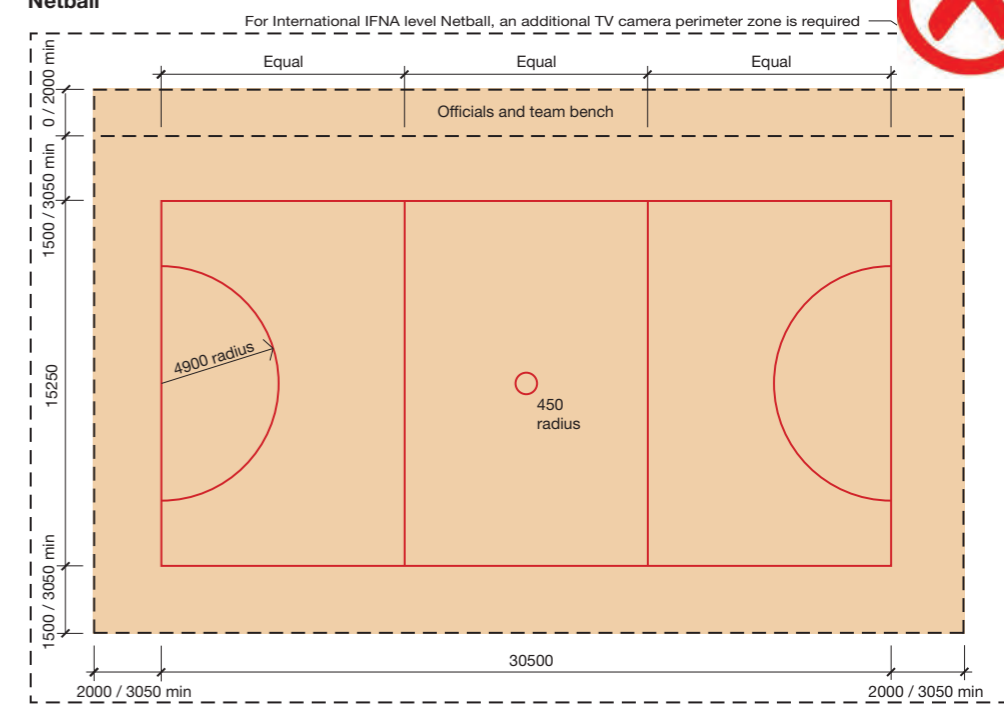 Netball
For International IFNA level Netball, an additional TV camera perimeter zone is required
Equal
Equal
Equal
0 / 2000 min
Officials and team bench
1500 / 3050 min
4900 radius
15250
450
radius
1500 / 3050 min
30500
2000 / 3050 min
2000 / 3050 min